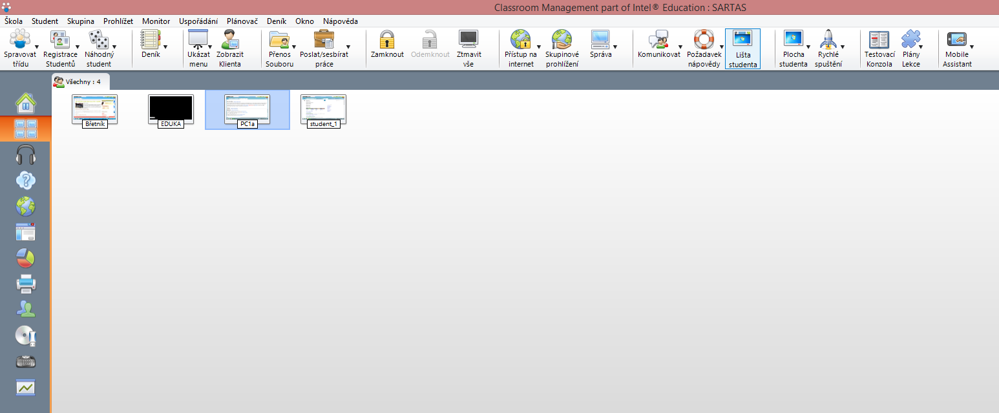 Classroom Management part of Intel® Education : SARTAS
Škola Student Skupina Prohlížet Monitor Uspořádání Plánovač Deník Okno Nápověda
Spravovat třídu
Registrace Studentů
Náhodný student
Deník
Ukázat menu
Zobrazit Klienta
Přenos Souboru
Poslat/sesbírat práce
Zamknout
Odemknout
Ztmavit vše
Přístup na internet
Skupinové prohlížení
Správa
Komunikovat
Požadavek nápovědy
Lišta studenta
Plocha studenta
Rychlé spuštění
Testovací Konzola
Plány Lekce
Mobile Assistant
Všechny : 4
Břetník
EDUKA
PC1a
student_1